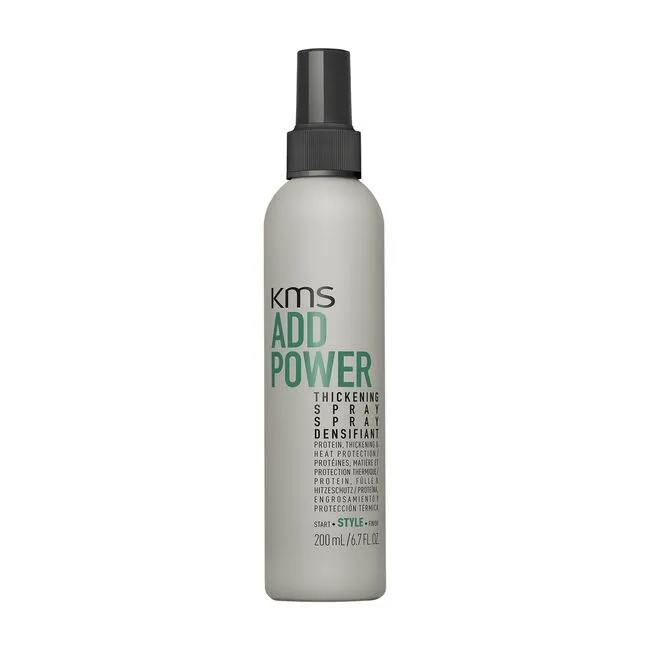 KMS
ADD
POWER
THICKENING
SPRAY
SPRAY
DENSIFIANT
PROTEIN, THICKENING &
HEAT PROTECTION /
PROTÉINES, MATIÈRE ET
PROTECTION THERMIQUE /
PROTEIN, FÜLLE &
HITZESCHUTZ / PROTEÍNA,
ENGROSAMIENTO Y
PROTECCIÓN TÉRMICA
START • STYLE • FINISH
200 mL/6.7 FL.OZ.